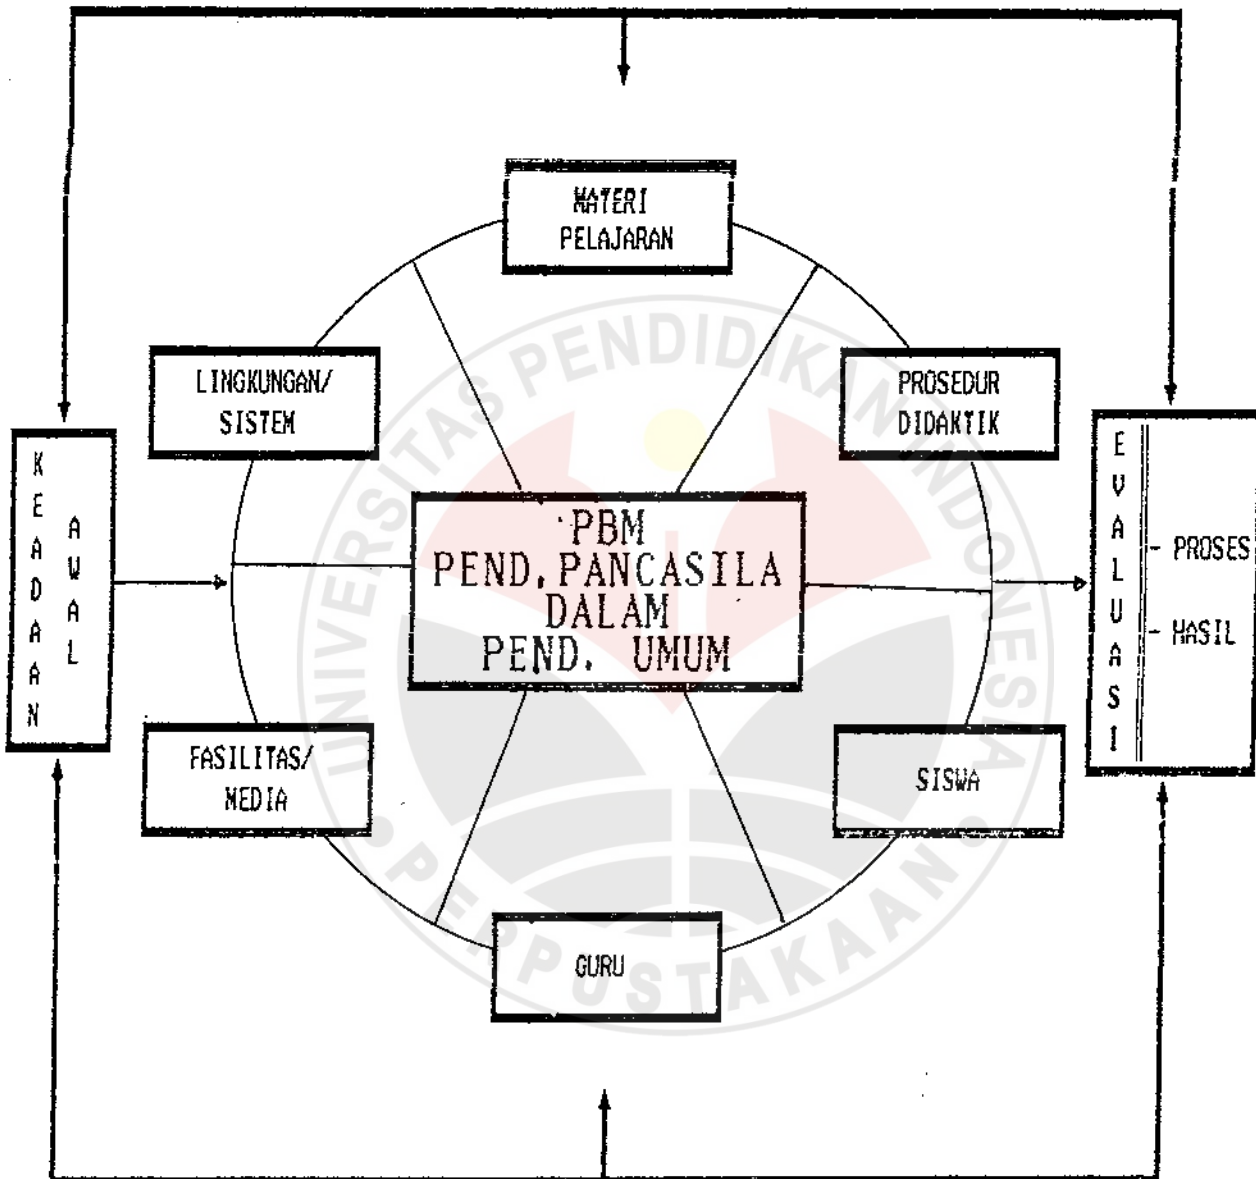 MATERI
PELAJARAN
LINGKUNGAN/
SISTEM
PROSEDUR
DIDAKTIK
KEADAAN
AWAL
PBM
PEND. PANCASILA
DALAM
PEND. UMUM
EVALUASI
- PROSES
- HASIL
FASILITAS/
MEDIA
SISWA
GURU
UNIVERSITAS PENDIDIKAN INDONESIA
PERPUSTAKAAN